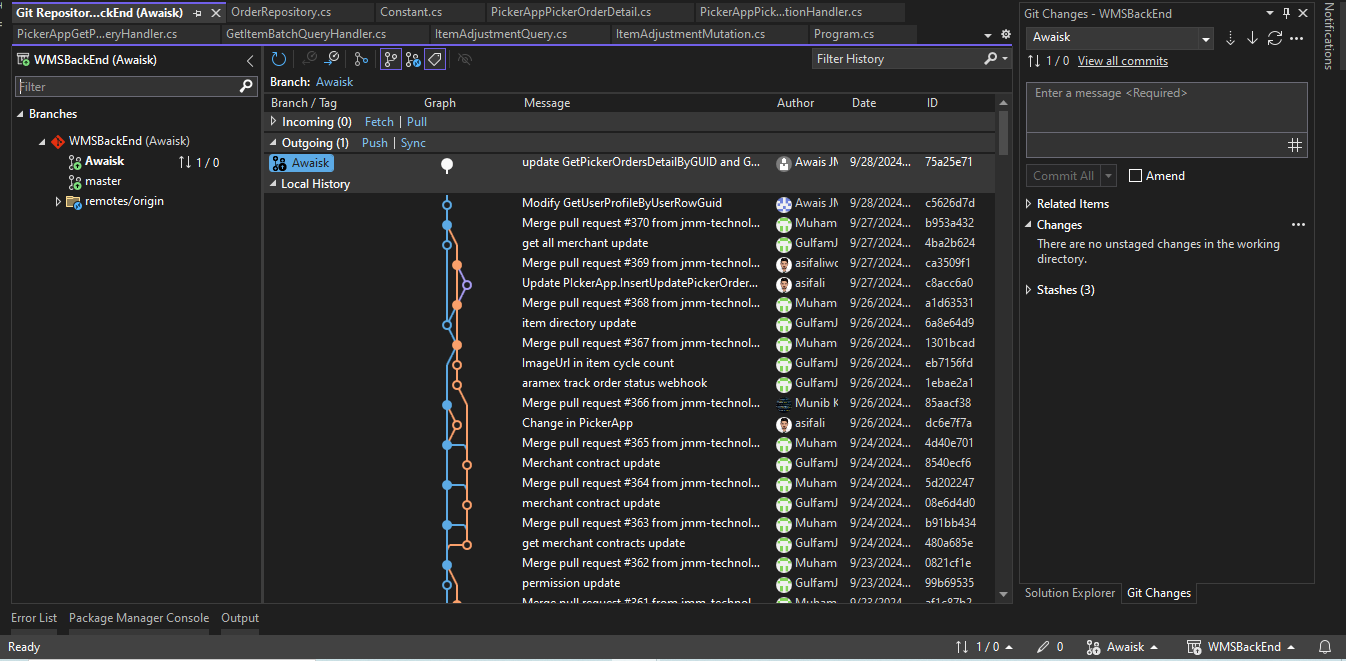 Git Repositor...ckEnd (Awaisk)
OrderRepository.cs
Constant.cs
PickerAppPickerOrderDetail.cs
PickerAppPick...tionHandler.cs
PickerAppGetP...eryHandler.cs
GetItemBatchQueryHandler.cs
ItemAdjustmentQuery.cs
ItemAdjustmentMutation.cs
Program.cs
WMSBackEnd (Awaisk)
Filter
Branches
WMSBackEnd (Awaisk)
Awaisk 1 / 0
master
remotes/origin
Filter History
Branch: Awaisk
Branch / Tag Graph Message Author Date ID
Incoming (0) Fetch | Pull
Outgoing (1) Push | Sync
Awaisk update GetPickerOrdersDetailByGUID and G... Awais JM 9/28/2024... 75a25e71
Local History
Modify GetUserProfileByUserRowGuid Awais JM 9/28/2024... c5626d7d
Merge pull request #370 from jmm-technol... Muham 9/27/2024... b953a432
get all merchant update GulfamJ 9/27/2024... 4ba2b624
Merge pull request #369 from jmm-technol... asifaliwc 9/27/2024... ca3509f1
Update PIckerApp.InsertUpdatePickerOrder... asifali 9/27/2024... c8acc6a0
Merge pull request #368 from jmm-technol... Muham 9/26/2024... a1d63531
item directory update GulfamJ 9/26/2024... 6a8e64d9
Merge pull request #367 from jmm-technol... Muham 9/26/2024... 1301bcad
ImageUrl in item cycle count GulfamJ 9/26/2024... eb7156fd
aramex track order status webhook GulfamJ 9/26/2024... 1ebae2a1
Merge pull request #366 from jmm-technol... Munib K 9/26/2024... 85aacf38
Change in PickerApp asifali 9/26/2024... dc6e7f7a
Merge pull request #365 from jmm-technol... Muham 9/24/2024... 4d40e701
Merchant contract update GulfamJ 9/24/2024... 8540ecf6
Merge pull request #364 from jmm-technol... Muham 9/24/2024... 5d202247
merchant contract update GulfamJ 9/24/2024... 08e6d4d0
Merge pull request #363 from jmm-technol... Muham 9/24/2024... b91bb434
get merchant contracts update GulfamJ 9/24/2024... 480a685e
Merge pull request #362 from jmm-technol... Muham 9/23/2024... 0821cf1e
permission update GulfamJ 9/23/2024... 99b69535
Merge pull request #361 from jmm-technol... Muham 9/23/2024... af1c87b2
Git Changes - WMSBackEnd
Awaisk
1 / 0 View all commits
Enter a message <Required>
Commit All Amend
Related Items
Changes
There are no unstaged changes in the working
directory.
Stashes (3)
Solution Explorer Git Changes
Notifications
Error List Package Manager Console Output
Ready 1 / 0 0 Awaisk WMSBackEnd